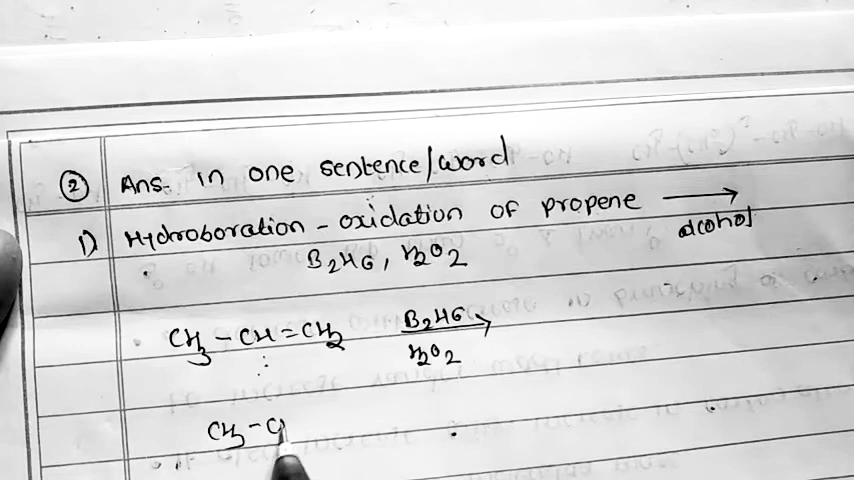 ② Ans. in one sentence/word
1) Hydroboration - oxidation of propene ⟶
alcohol
B2H6, H2O2
CH3 - CH = CH2 B2H6
H2O2
CH3 - C